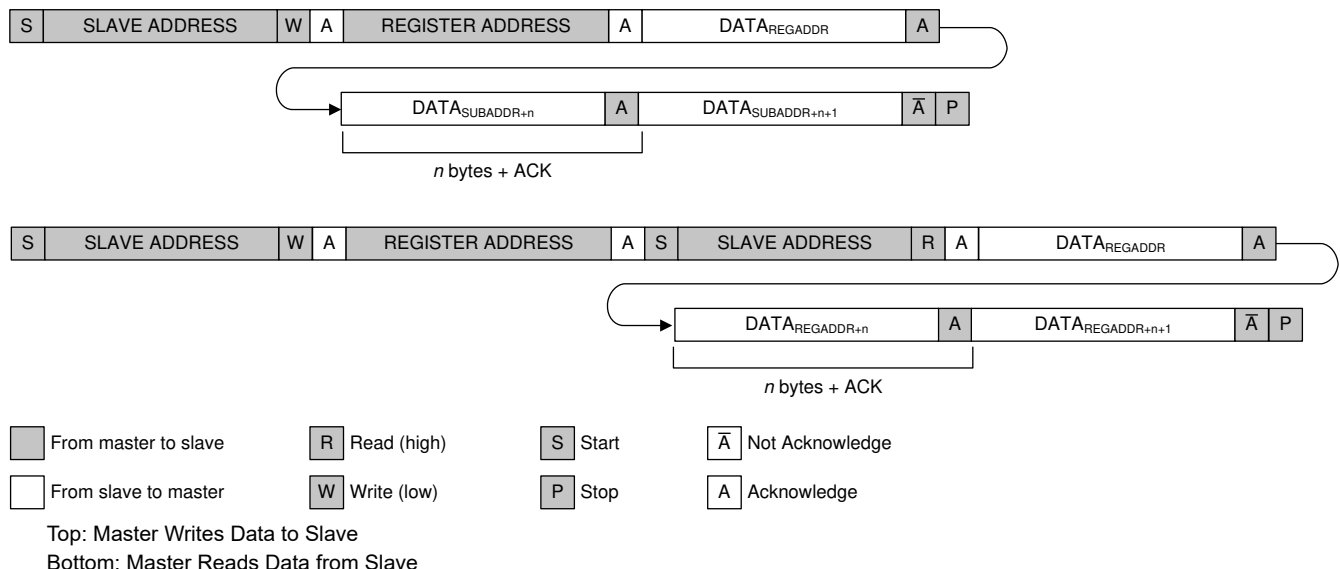 S SLAVE ADDRESS W A REGISTER ADDRESS A DATAREGADDR A
DATASUBADDR+n A DATASUBADDR+n+1 A̅ P
n bytes + ACK
S SLAVE ADDRESS W A REGISTER ADDRESS A S SLAVE ADDRESS R A DATAREGADDR A
DATAREGADDR+n A DATAREGADDR+n+1 A̅ P
n bytes + ACK
From master to slave R Read (high) S Start A̅ Not Acknowledge
From slave to master W Write (low) P Stop A Acknowledge
Top: Master Writes Data to Slave
Bottom: Master Reads Data from Slave